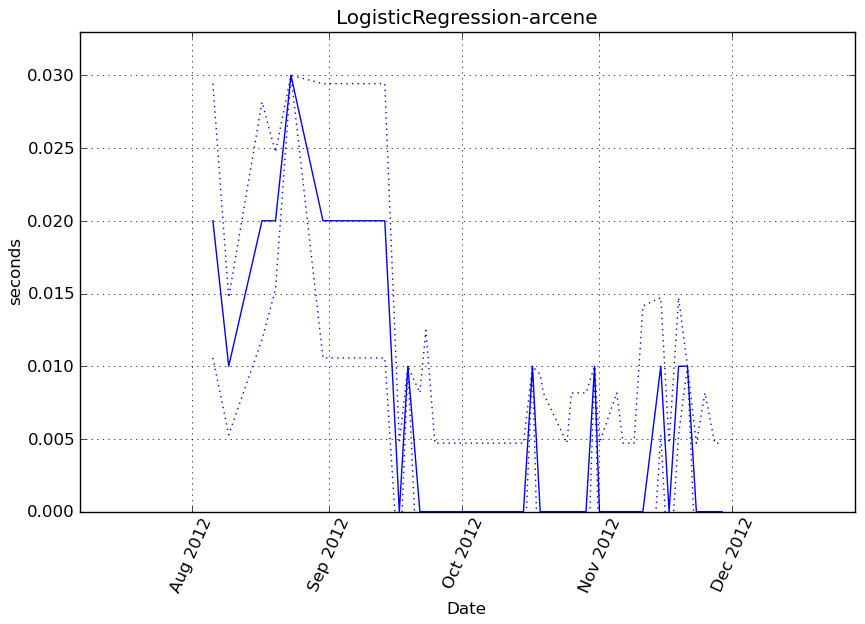 LogisticRegression-arcene
0.030
0.025
0.020
0.015
0.010
0.005
0.000
seconds
Aug 2012
Sep 2012
Oct 2012
Nov 2012
Dec 2012
Date